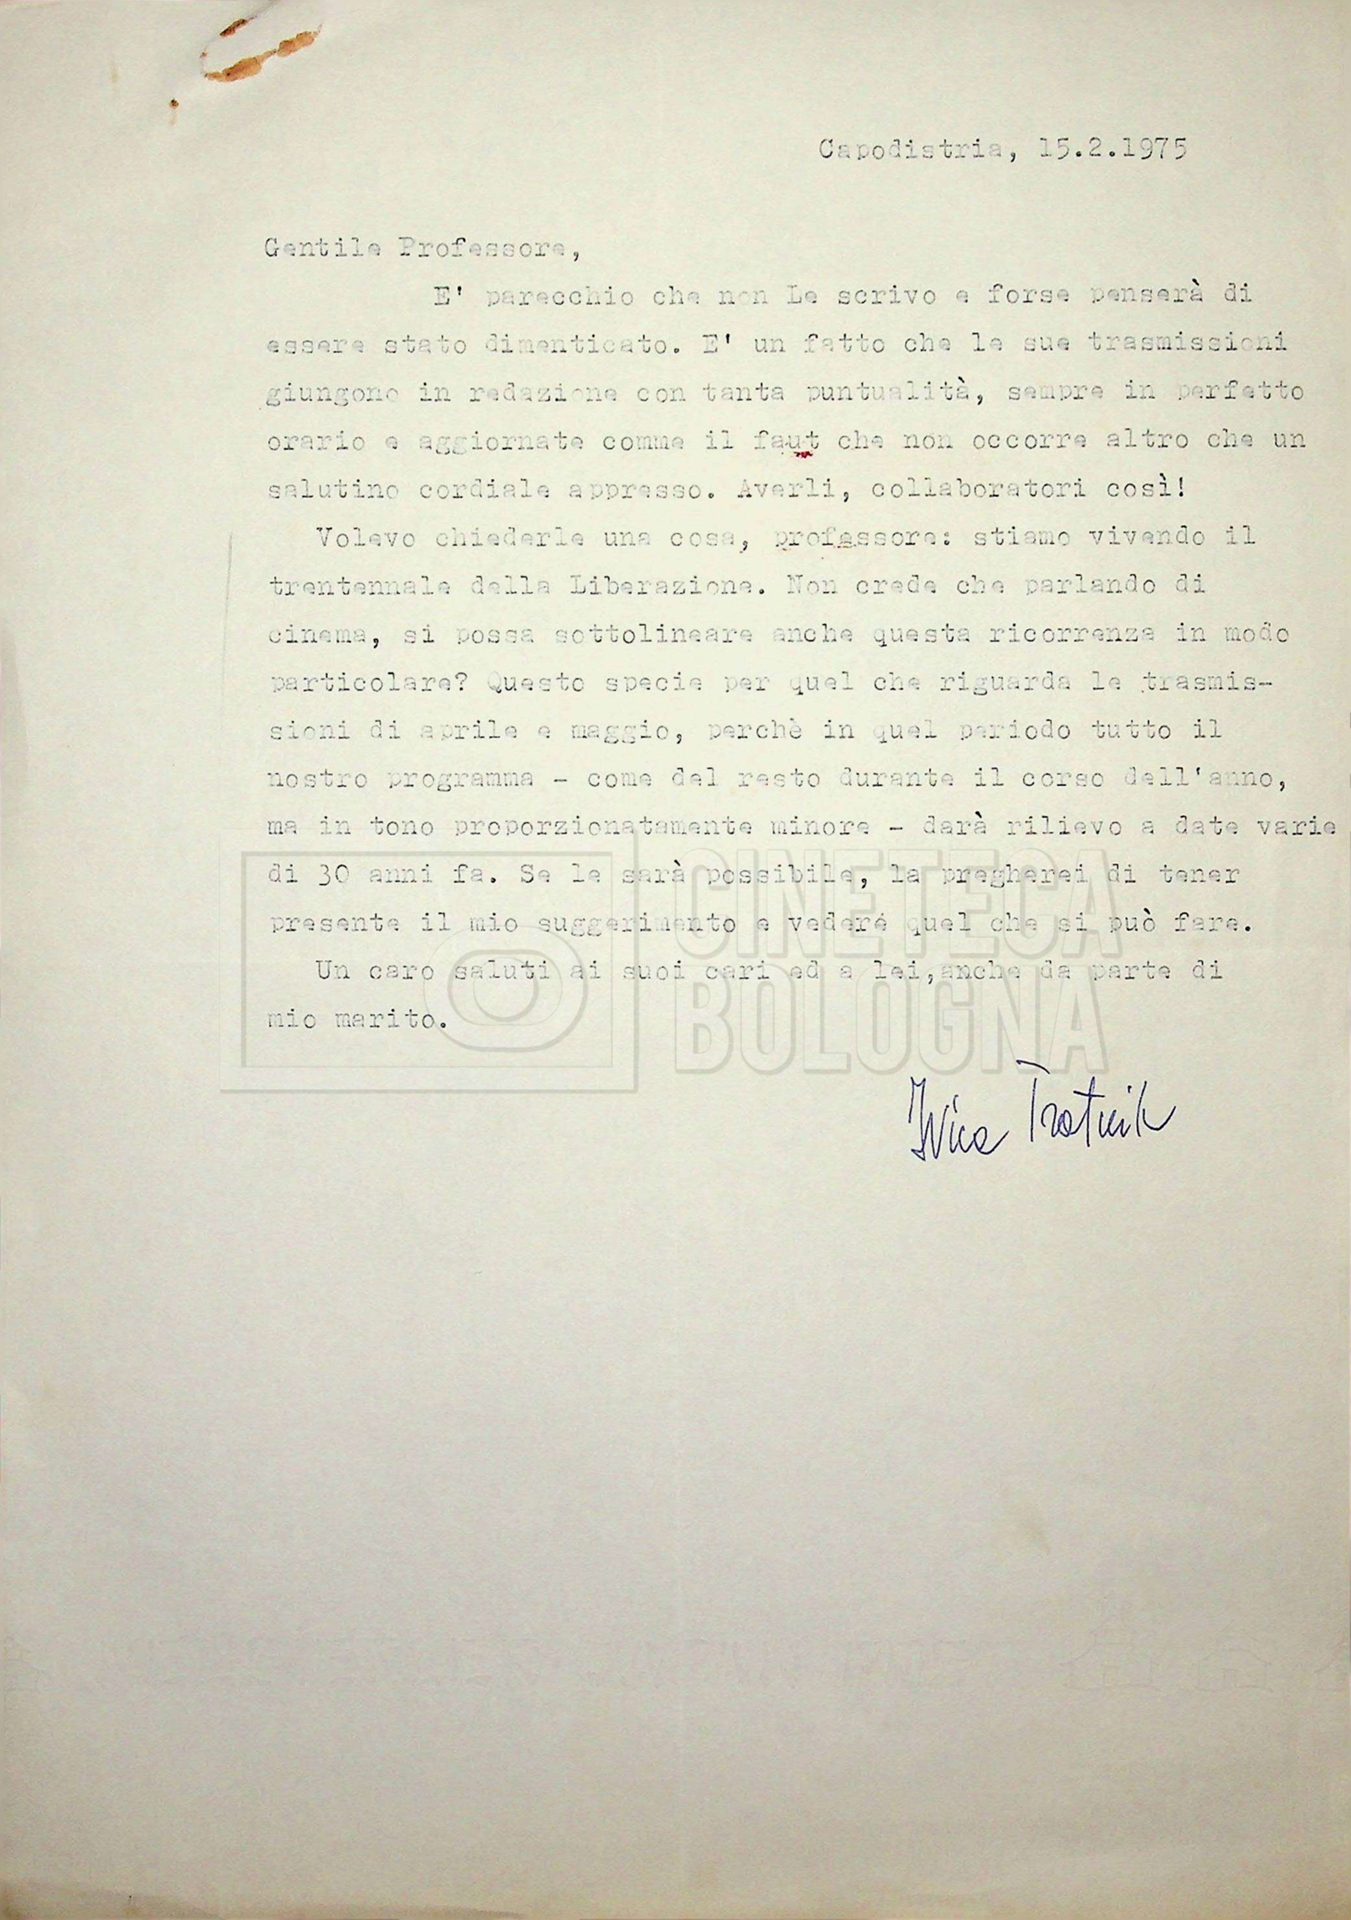 Capodistria, 15.2.1975
Gentile Professore,
E' parecchio che non Le scrivo e forse penserà di
essere stato dimenticato. E' un fatto che le sue trasmissioni
giungono in redazione con tanta puntualità, sempre in perfetto
orario e aggiornate comme il faut che non occorre altro che un
salutino cordiale appresso. Averli, collaboratori così!
Volevo chiederle una cosa, professore: stiamo vivendo il
trentennale della Liberazione. Non crede che parlando di
cinema, si possa sottolineare anche questa ricorrenza in modo
particolare? Questo specie per quel che riguarda le trasmis-
sioni di aprile e maggio, perchè in quel periodo tutto il
nostro programma - come del resto durante il corso dell'anno,
ma in tono proporzionatamente minore - darà rilievo a date varie
di 30 anni fa. Se le sarà possibile, la pregherei di tener
presente il mio suggerimento e vedere quel che si può fare.
Un caro saluti ai suoi cari ed a lei,anche da parte di
mio marito.
CINETECA
BOLOGNA